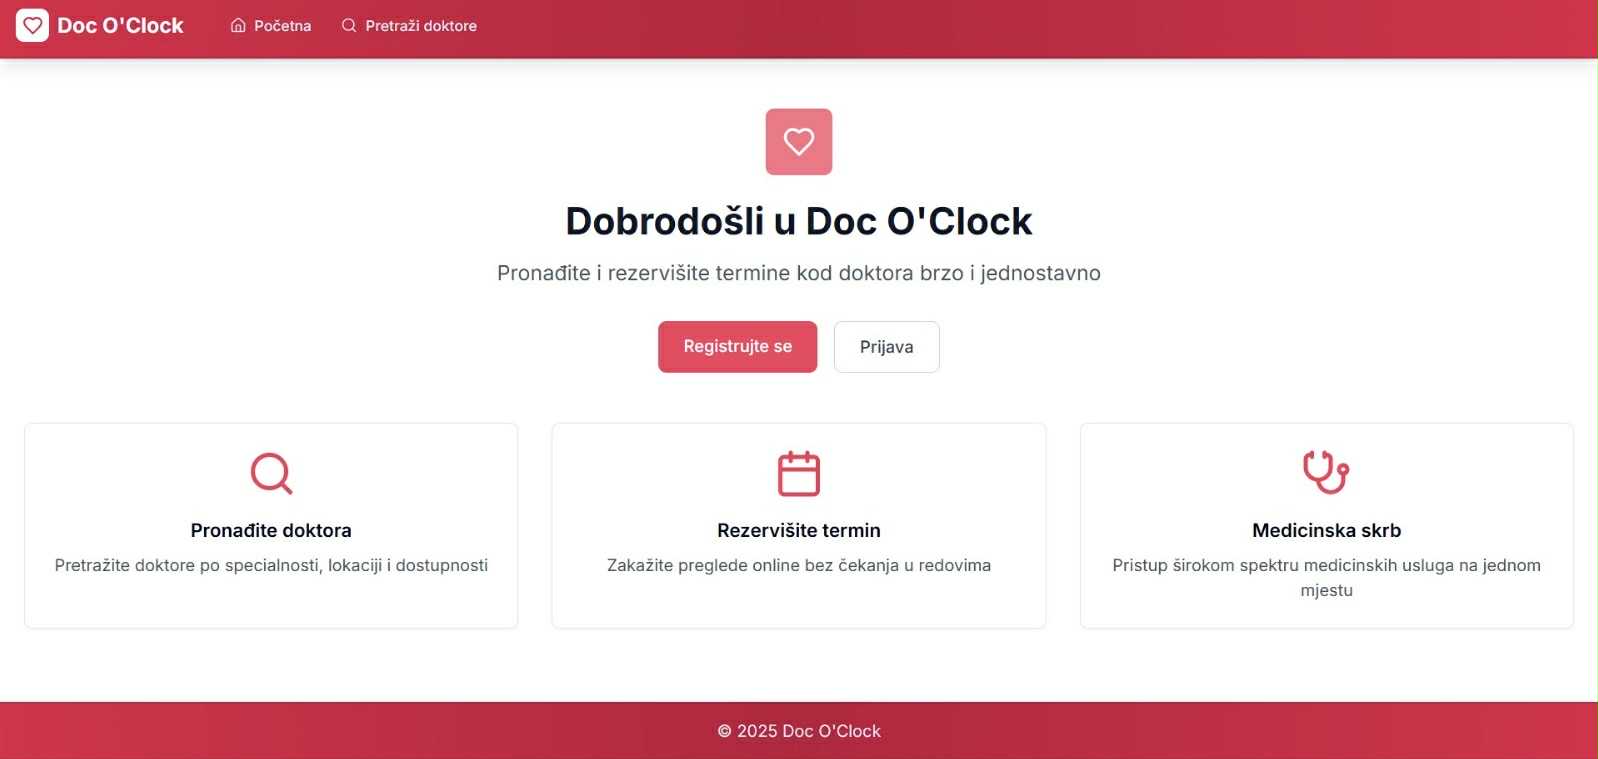 Doc O'Clock
Početna
Pretraži doktore
Dobrodošli u Doc O'Clock
Pronađite i rezervišite termine kod doktora brzo i jednostavno
Registrujte se
Prijava
Pronađite doktora
Pretražite doktore po specialnosti, lokaciji i dostupnosti
Rezervišite termin
Zakažite preglede online bez čekanja u redovima
Medicinska skrb
Pristup širokom spektru medicinskih usluga na jednom
mjestu
© 2025 Doc O'Clock